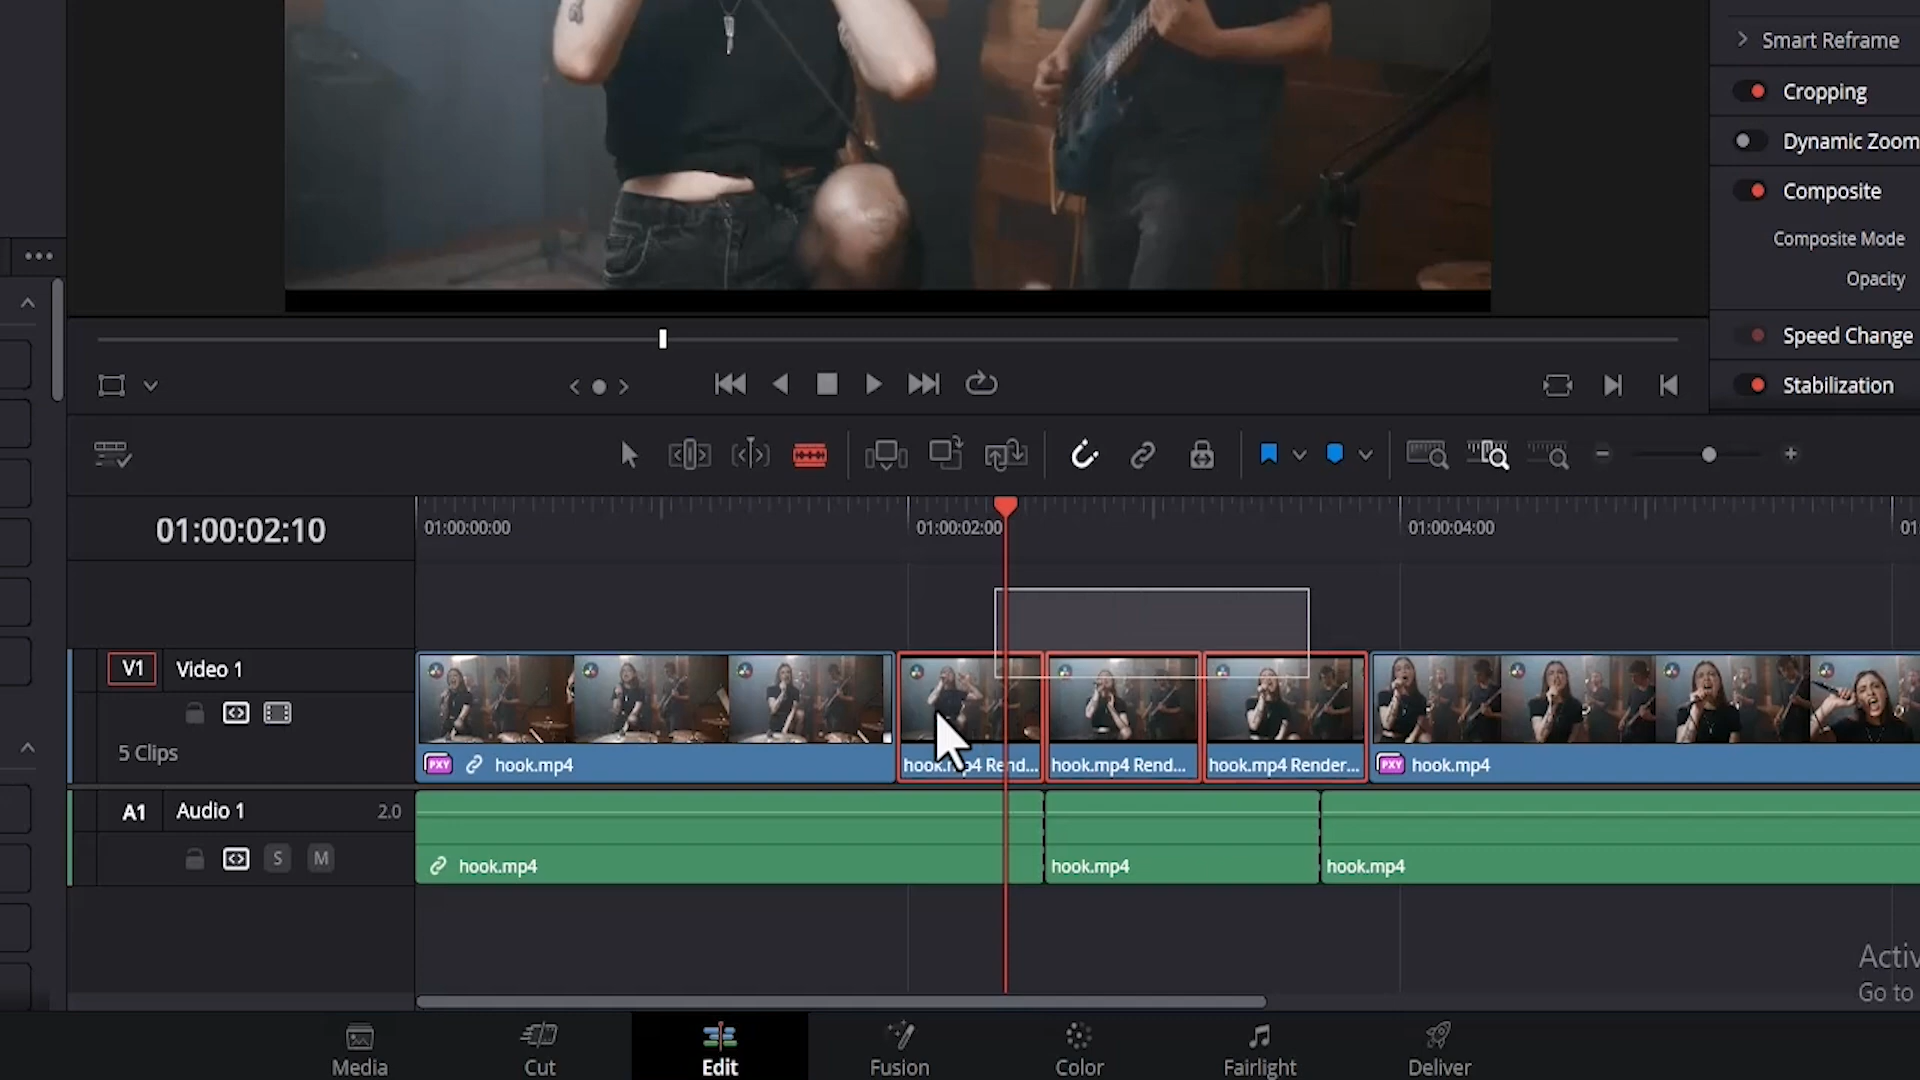 Smart Reframe
Cropping
Dynamic Zoom
Composite
Composite Mode
Opacity
Speed Change
Stabilization
01:00:02:10
01:00:00:00
01:00:02:00
01:00:04:00
01
V1
Video 1
5 Clips
PXY
hook.mp4
hook.mp4 Rend...
hook.mp4 Rend...
hook.mp4 Render...
PXY
hook.mp4
A1
Audio 1
2.0
S
M
hook.mp4
hook.mp4
hook.mp4
Activ
Go to
Media
Cut
Edit
Fusion
Color
Fairlight
Deliver